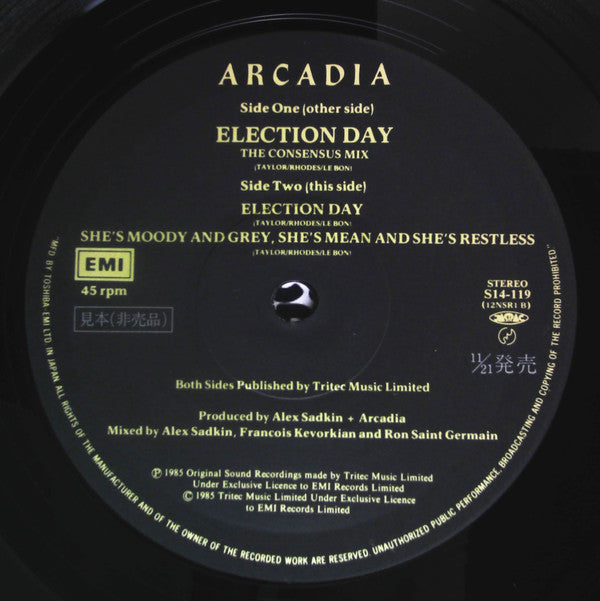 ARCADIA
Side One (other side)
ELECTION DAY
THE CONSENSUS MIX
(TAYLOR/RHODES/LE BON)
Side Two (this side)
ELECTION DAY
(TAYLOR/RHODES/LE BON)
SHE'S MOODY AND GREY, SHE'S MEAN AND SHE'S RESTLESS
(TAYLOR/RHODES/LE BON)
EMI
45 rpm
見本(非売品)
STEREO
S14-119
(12NSR1 B)
11/21発売
Both Sides Published by Tritec Music Limited
Produced by Alex Sadkin + Arcadia
Mixed by Alex Sadkin, Francois Kevorkian and Ron Saint Germain
Ⓟ 1985 Original Sound Recordings made by Tritec Music Limited
Under Exclusive Licence to EMI Records Limited
© 1985 Tritec Music Limited Under Exclusive Licence
to EMI Records Limited
"MFD BY TOSHIBA-EMI LTD IN JAPAN ALL RIGHTS OF THE MANUFACTURER AND OF THE OWNER OF THE RECORDED WORK ARE RESERVED. UNAUTHORIZED PUBLIC PERFORMANCE, BROADCASTING AND COPYING OF THE RECORD PROHIBITED."